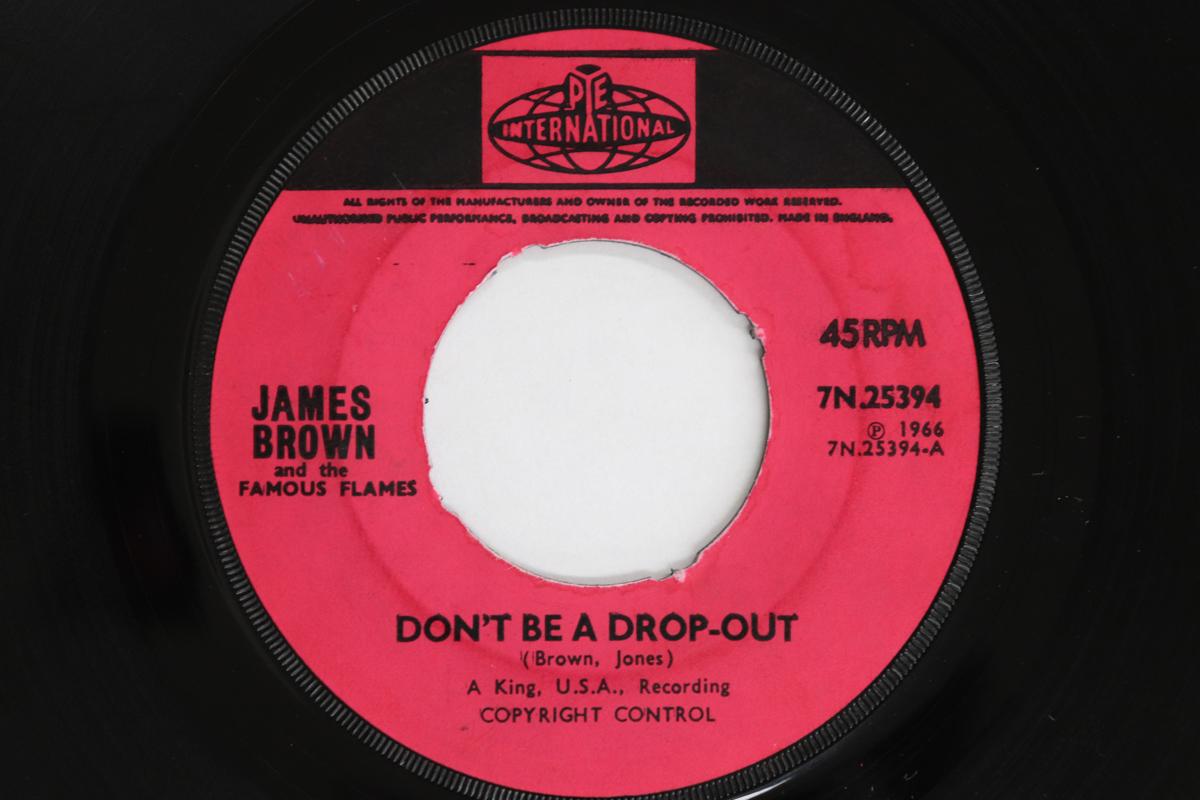 PYE
INTERNATIONAL
ALL RIGHTS OF THE MANUFACTURERS AND OWNER OF THE RECORDED WORK RESERVED.
UNAUTHORISED PUBLIC PERFORMANCE, BROADCASTING AND COPYING PROHIBITED. MADE IN ENGLAND.
45 RPM
JAMES
BROWN
and the
FAMOUS FLAMES
7N.25394
℗ 1966
7N.25394-A
DON'T BE A DROP-OUT
(Brown, Jones)
A King, U.S.A., Recording
COPYRIGHT CONTROL